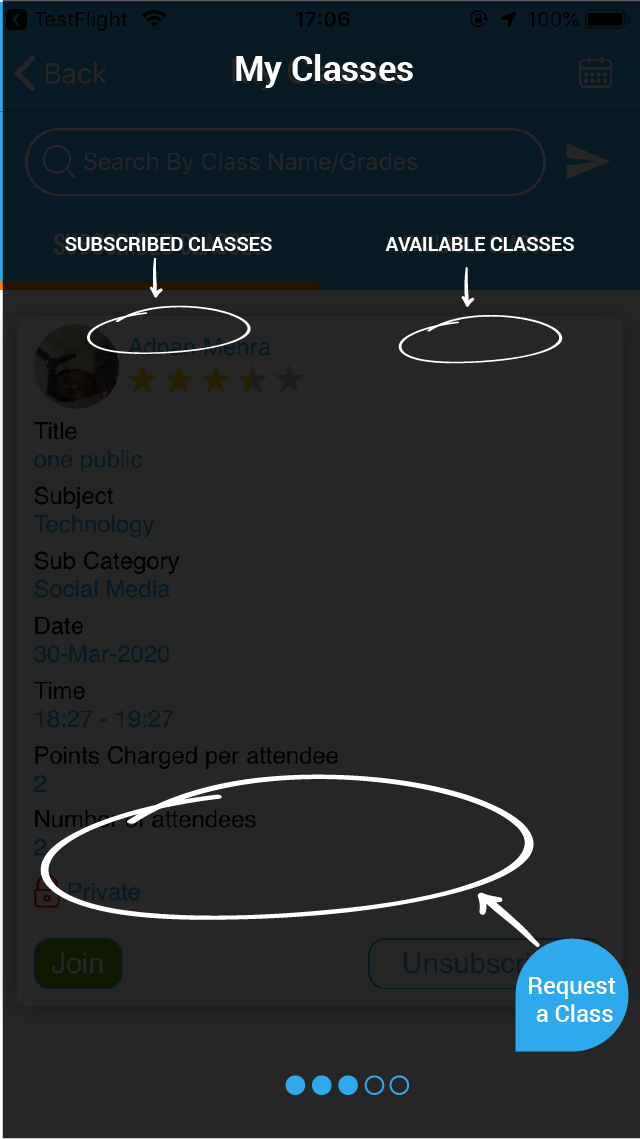 TestFlight 17:06 100%
Back My Classes
Search By Class Name/Grades
SUBSCRIBED CLASSES AVAILABLE CLASSES
Adnan Mehra
Title
one public
Subject
Technology
Sub Category
Social Media
Date
30-Mar-2020
Time
18:27 - 19:27
Points Charged per attendee
2
Number of attendees
2
Private
Join Unsubscri
Request
a Class